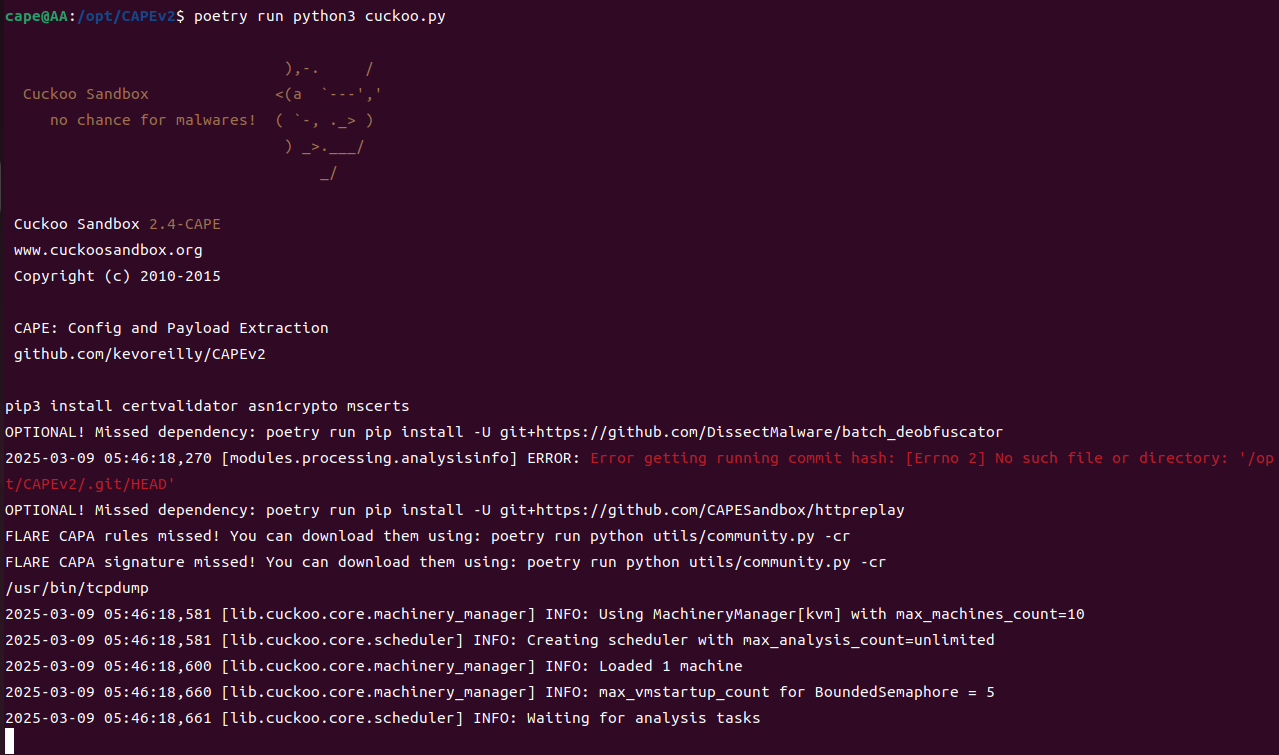 cape@AA:/opt/CAPEv2$ poetry run python3 cuckoo.py
                               ),-.     /
  Cuckoo Sandbox              <(a  `---','
     no chance for malwares!  ( `-, ._> )
                               ) _>.___/
                                   _/
 Cuckoo Sandbox 2.4-CAPE
 www.cuckoosandbox.org
 Copyright (c) 2010-2015
 CAPE: Config and Payload Extraction
 github.com/kevoreilly/CAPEv2
pip3 install certvalidator asn1crypto mscerts
OPTIONAL! Missed dependency: poetry run pip install -U git+https://github.com/DissectMalware/batch_deobfuscator
2025-03-09 05:46:18,270 [modules.processing.analysisinfo] ERROR: Error getting running commit hash: [Errno 2] No such file or directory: '/op
t/CAPEv2/.git/HEAD'
OPTIONAL! Missed dependency: poetry run pip install -U git+https://github.com/CAPESandbox/httpreplay
FLARE CAPA rules missed! You can download them using: poetry run python utils/community.py -cr
FLARE CAPA signature missed! You can download them using: poetry run python utils/community.py -cr
/usr/bin/tcpdump
2025-03-09 05:46:18,581 [lib.cuckoo.core.machinery_manager] INFO: Using MachineryManager[kvm] with max_machines_count=10
2025-03-09 05:46:18,581 [lib.cuckoo.core.scheduler] INFO: Creating scheduler with max_analysis_count=unlimited
2025-03-09 05:46:18,600 [lib.cuckoo.core.machinery_manager] INFO: Loaded 1 machine
2025-03-09 05:46:18,660 [lib.cuckoo.core.machinery_manager] INFO: max_vmstartup_count for BoundedSemaphore = 5
2025-03-09 05:46:18,661 [lib.cuckoo.core.scheduler] INFO: Waiting for analysis tasks